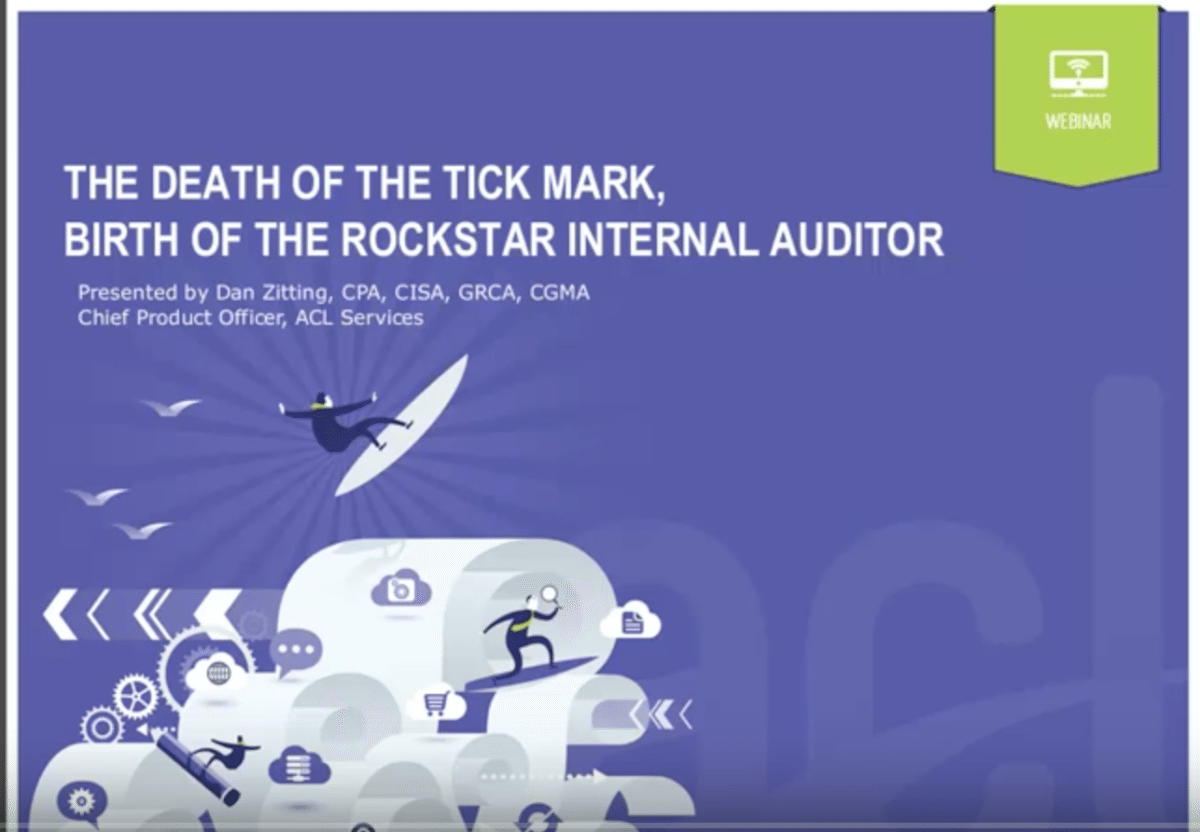 WEBINAR
THE DEATH OF THE TICK MARK,
BIRTH OF THE ROCKSTAR INTERNAL AUDITOR
Presented by Dan Zitting, CPA, CISA, GRCA, CGMA
Chief Product Officer, ACL Services
acl